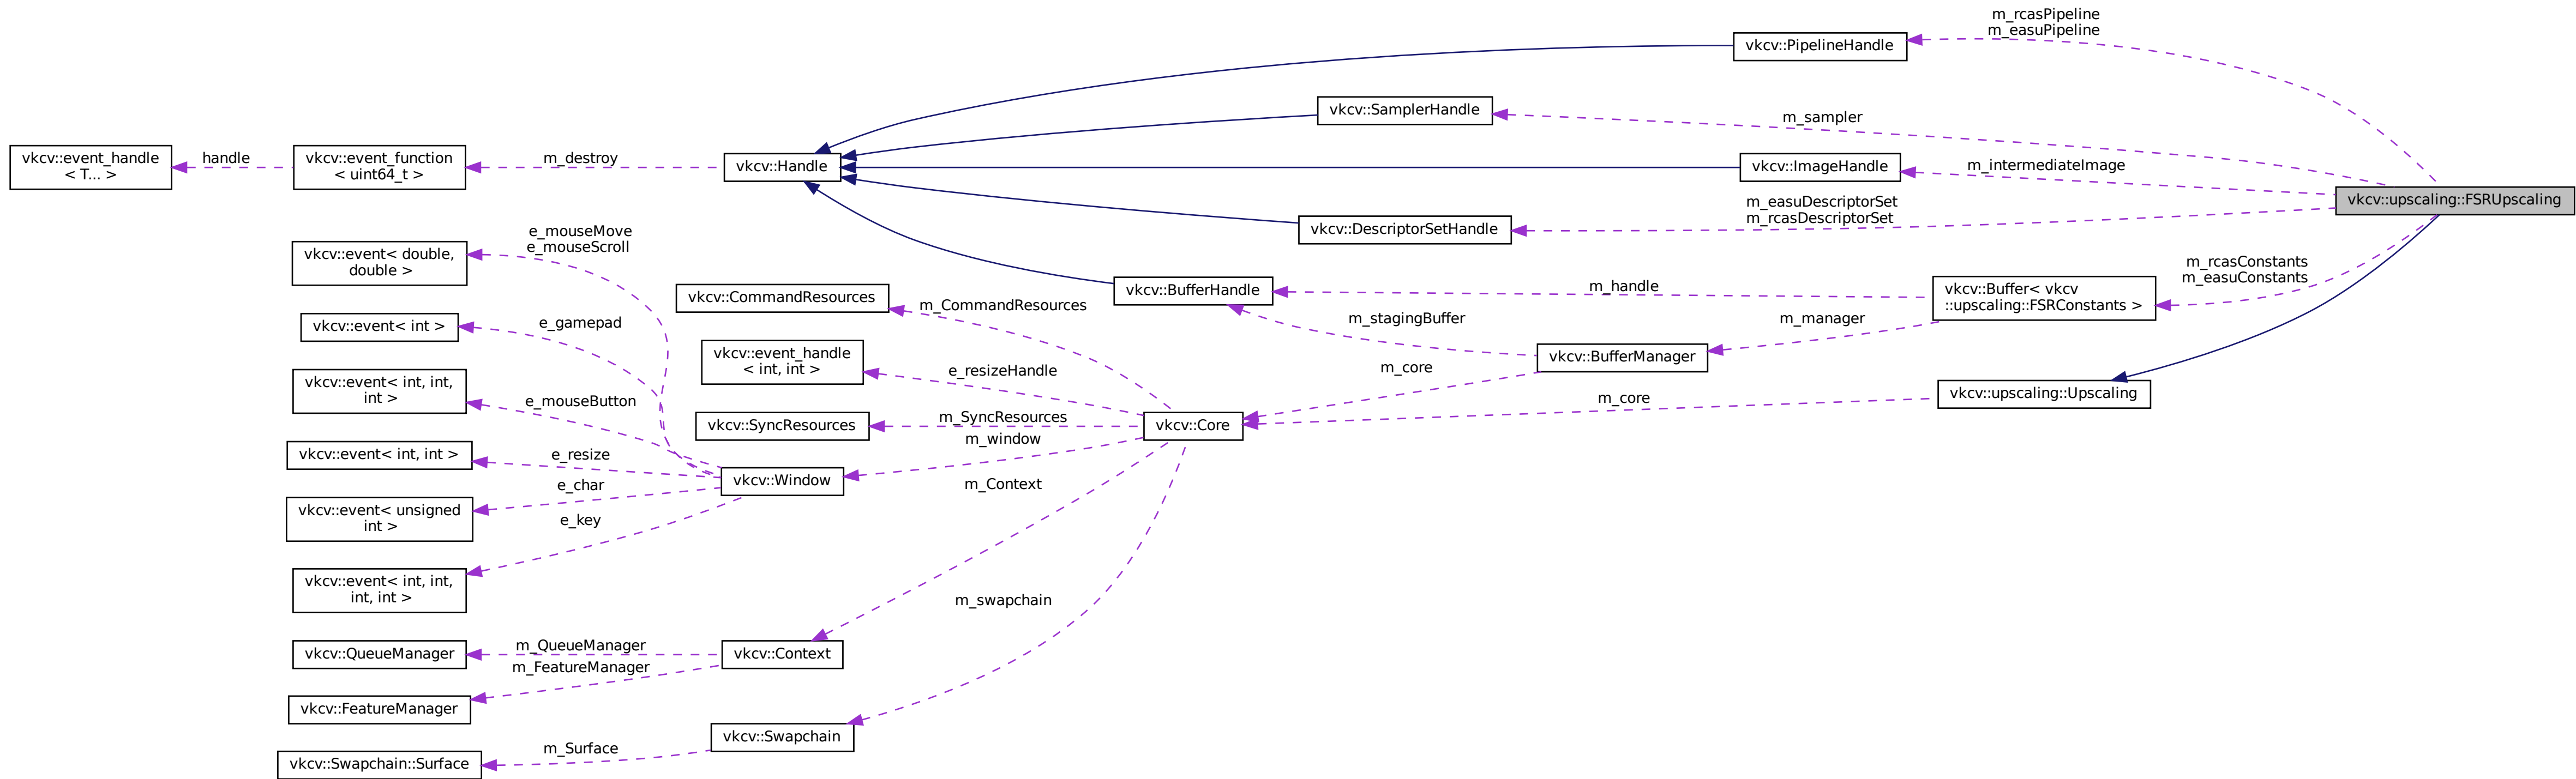 m_rcasPipeline
m_easuPipeline
vkcv::PipelineHandle
vkcv::SamplerHandle
m_sampler
vkcv::event_handle
< T... >
handle
vkcv::event_function
< uint64_t >
m_destroy
vkcv::Handle
vkcv::ImageHandle
m_intermediateImage
vkcv::upscaling::FSRUpscaling
m_easuDescriptorSet
m_rcasDescriptorSet
vkcv::DescriptorSetHandle
e_mouseMove
e_mouseScroll
vkcv::event< double,
double >
vkcv::BufferHandle
m_handle
m_rcasConstants
m_easuConstants
vkcv::Buffer< vkcv
::upscaling::FSRConstants >
vkcv::CommandResources
m_CommandResources
m_stagingBuffer
m_manager
vkcv::event< int >
e_gamepad
vkcv::event_handle
< int, int >
e_resizeHandle
m_core
vkcv::BufferManager
vkcv::event< int, int,
int >
e_mouseButton
vkcv::SyncResources
m_SyncResources
vkcv::Core
m_core
vkcv::upscaling::Upscaling
m_window
vkcv::event< int, int >
e_resize
vkcv::Window
e_char
m_Context
vkcv::event< unsigned
int >
e_key
vkcv::event< int, int,
int, int >
m_swapchain
vkcv::QueueManager
m_QueueManager
m_FeatureManager
vkcv::Context
vkcv::FeatureManager
vkcv::Swapchain
m_Surface
vkcv::Swapchain::Surface